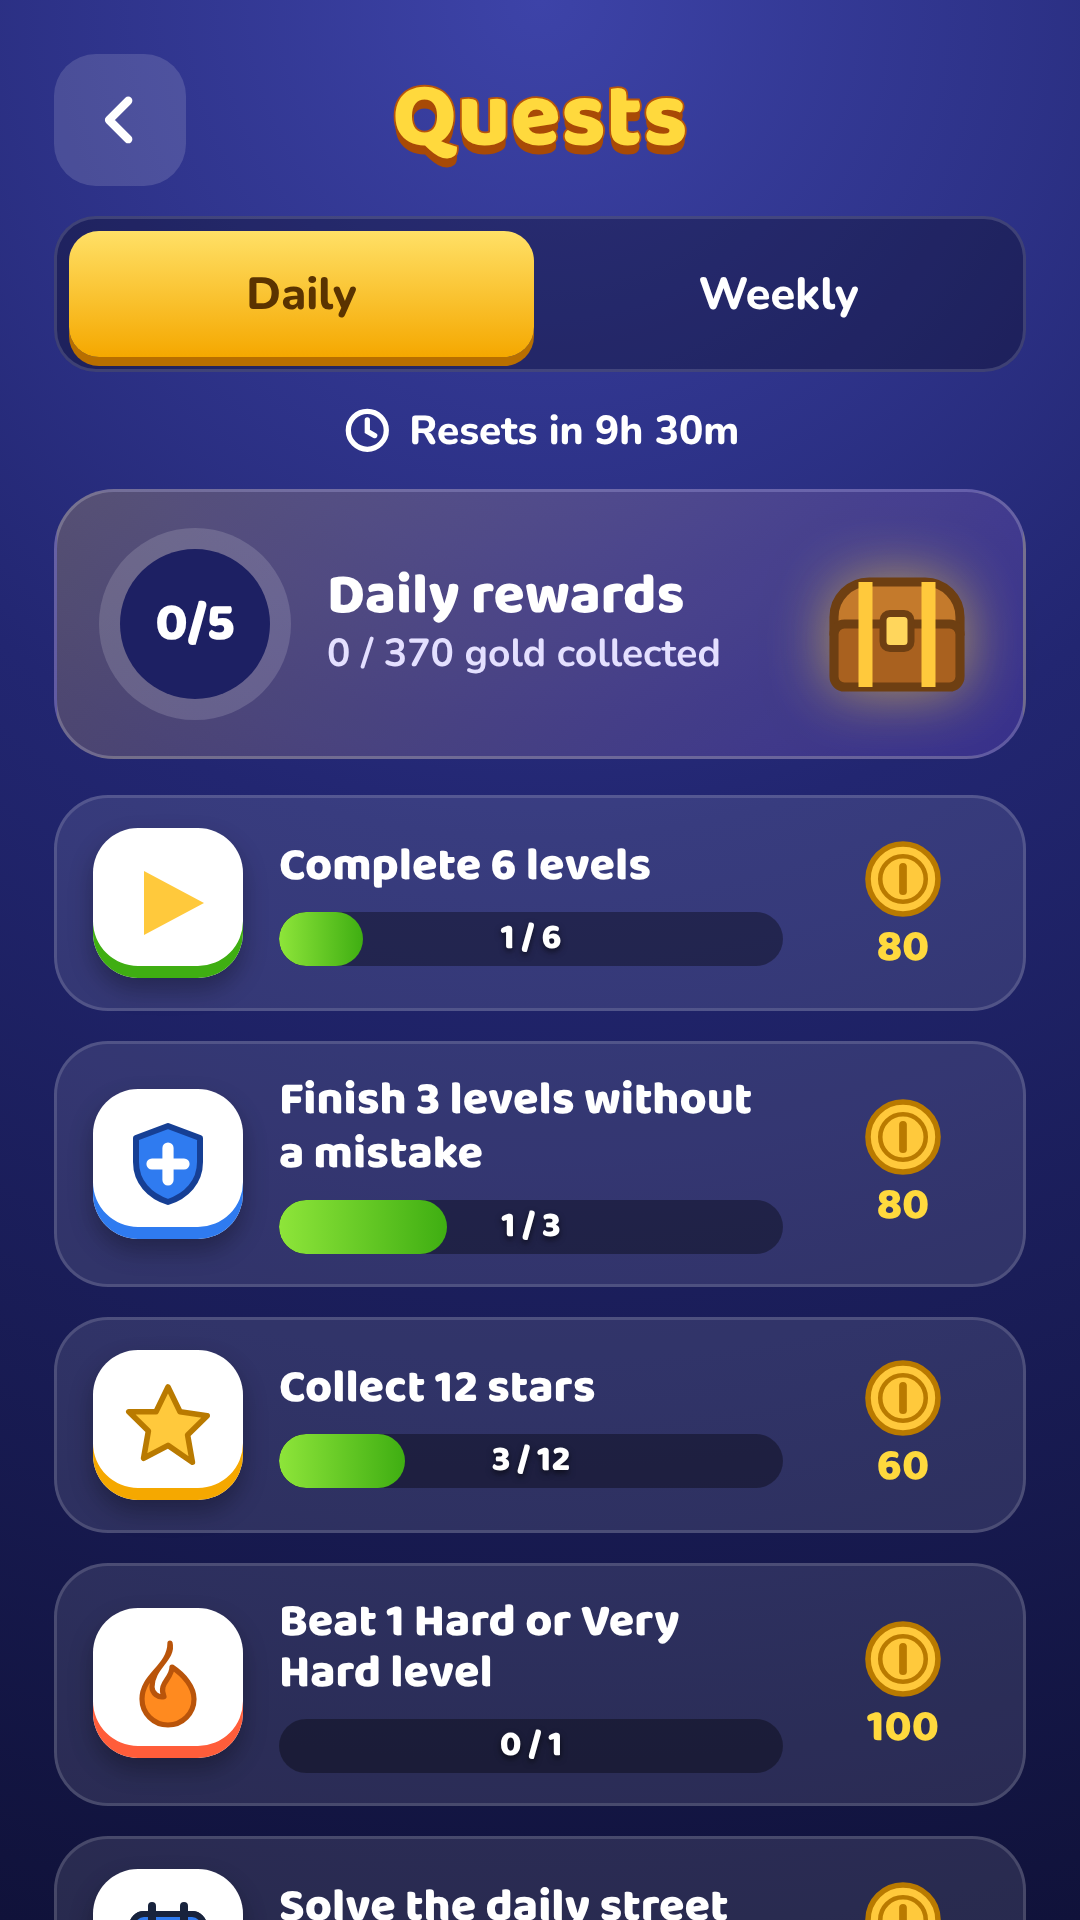 Quests
Daily
Weekly
Resets in 9h 30m
0/5
Daily rewards
0 / 370 gold collected
Complete 6 levels
1 / 6
80
Finish 3 levels without
a mistake
1 / 3
80
Collect 12 stars
3 / 12
60
Beat 1 Hard or Very
Hard level
0 / 1
100
Solve the daily street